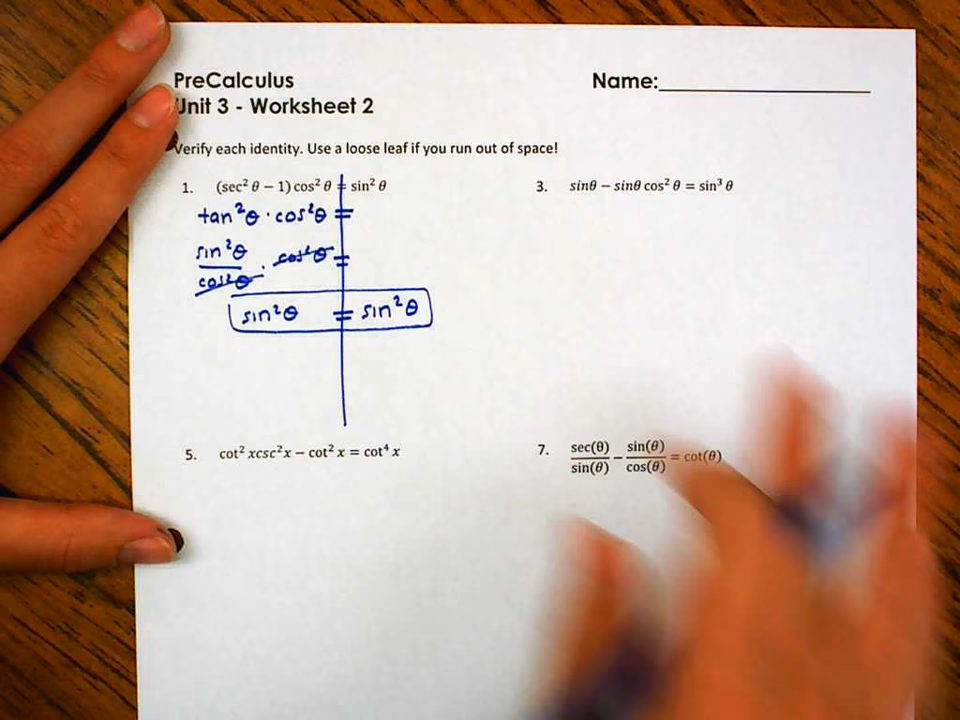 PreCalculus
Name:
Unit 3 - Worksheet 2
Verify each identity. Use a loose leaf if you run out of space!
1. (sec² θ − 1) cos² θ = sin² θ
tan²θ · cos²θ =
sin²θ / cos²θ · cos²θ =
sin²θ = sin²θ
3. sinθ − sinθ cos² θ = sin³ θ
5. cot² xcsc²x − cot² x = cot⁴ x
7. sec(θ)/sin(θ) − sin(θ)/cos(θ) = cot(θ)